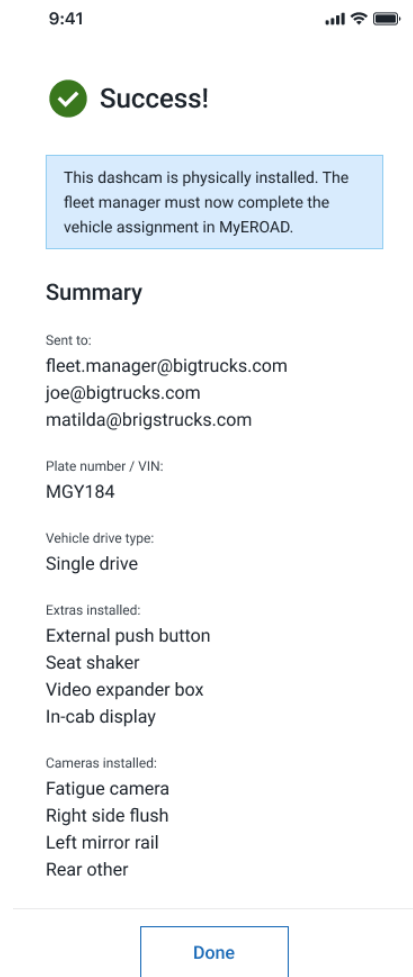 9:41
Success!
This dashcam is physically installed. The
fleet manager must now complete the
vehicle assignment in MyEROAD.
Summary
Sent to:
fleet.manager@bigtrucks.com
joe@bigtrucks.com
matilda@brigstrucks.com
Plate number / VIN:
MGY184
Vehicle drive type:
Single drive
Extras installed:
External push button
Seat shaker
Video expander box
In-cab display
Cameras installed:
Fatigue camera
Right side flush
Left mirror rail
Rear other
Done